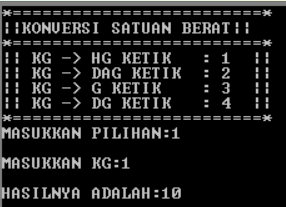 *==========================*
||KONVERSI SATUAN BERAT||
*==========================*
|| KG -> HG KETIK : 1 ||
|| KG -> DAG KETIK : 2 ||
|| KG -> G KETIK : 3 ||
|| KG -> DG KETIK : 4 ||
*==========================*
MASUKKAN PILIHAN:1
MASUKKAN KG:1
HASILNYA ADALAH:10